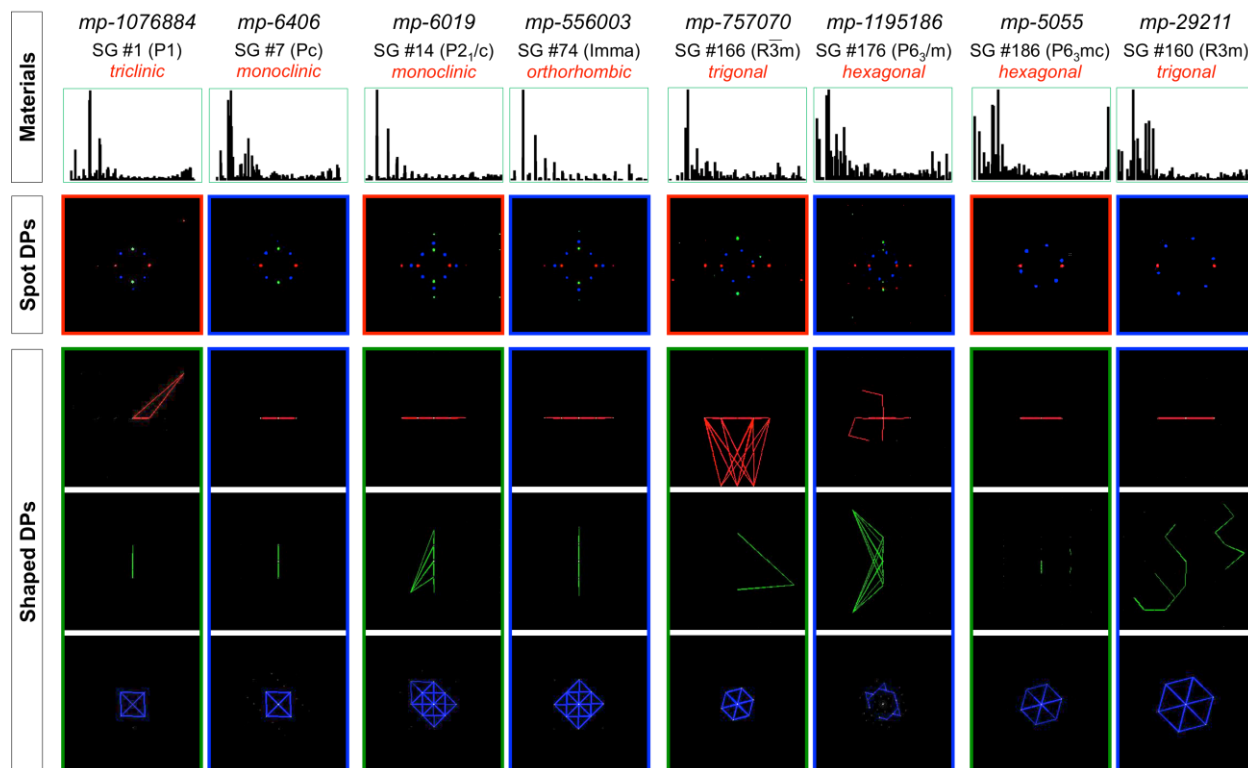 mp-1076884 mp-6406 mp-6019 mp-556003 mp-757070 mp-1195186 mp-5055 mp-29211
SG #1 (P1) SG #7 (Pc) SG #14 (P2₁/c) SG #74 (Imma) SG #166 (R3̅m) SG #176 (P6₃/m) SG #186 (P6₃mc) SG #160 (R3m)
triclinic monoclinic monoclinic orthorhombic trigonal hexagonal hexagonal trigonal
Materials
Spot DPs
Shaped DPs